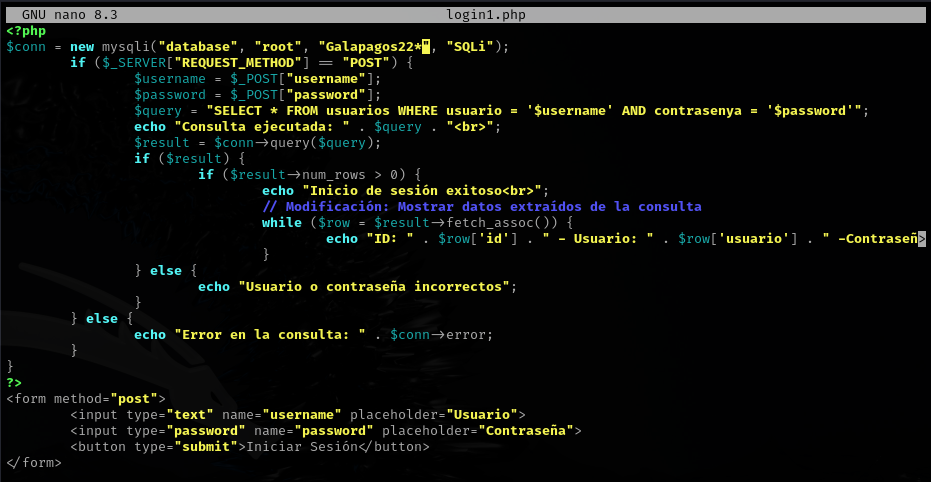 GNU nano 8.3 login1.php
<?php
$conn = new mysqli("database", "root", "Galapagos22*", "SQLi");
        if ($_SERVER["REQUEST_METHOD"] == "POST") {
                $username = $_POST["username"];
                $password = $_POST["password"];
                $query = "SELECT * FROM usuarios WHERE usuario = '$username' AND contrasenya = '$password'";
                echo "Consulta ejecutada: " . $query . "<br>";
                $result = $conn->query($query);
                if ($result) {
                        if ($result->num_rows > 0) {
                                echo "Inicio de sesión exitoso<br>";
                                // Modificación: Mostrar datos extraídos de la consulta
                                while ($row = $result->fetch_assoc()) {
                                        echo "ID: " . $row['id'] . " - Usuario: " . $row['usuario'] . " -Contraseñ>
                                }
                } else {
                        echo "Usuario o contraseña incorrectos";
                }
        } else {
                echo "Error en la consulta: " . $conn->error;
        }
}
?>
<form method="post">
        <input type="text" name="username" placeholder="Usuario">
        <input type="password" name="password" placeholder="Contraseña">
        <button type="submit">Iniciar Sesión</button>
</form>